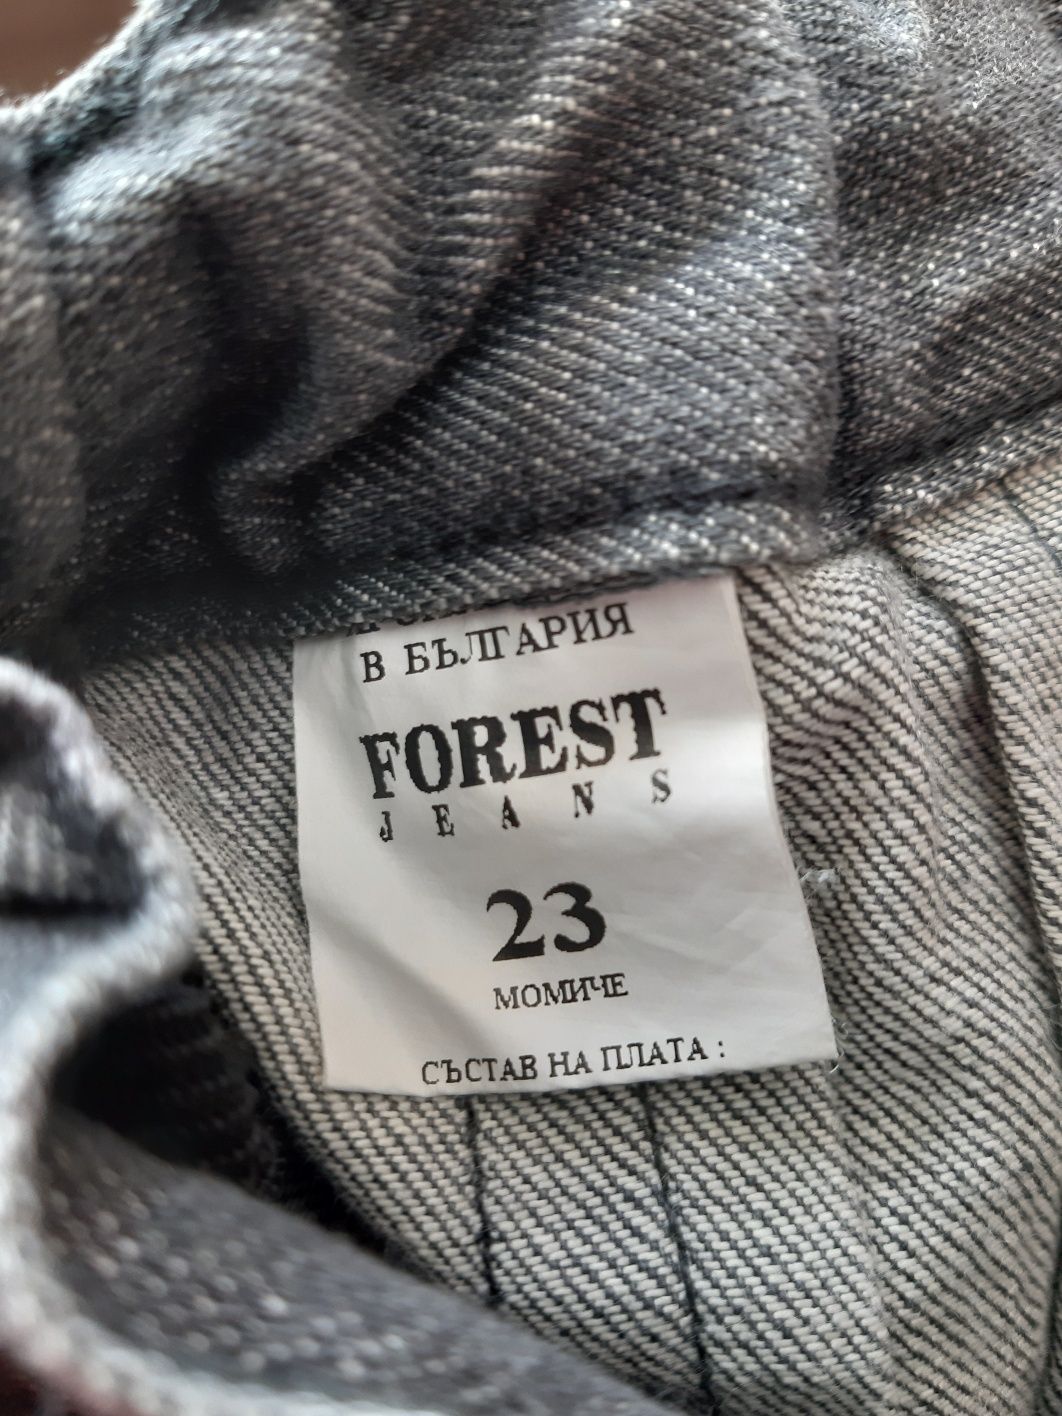 В БЪЛГАРИЯ
FOREST
JEANS
23
МОМИЧЕ
СЪСТАВ НА ПЛАТА :